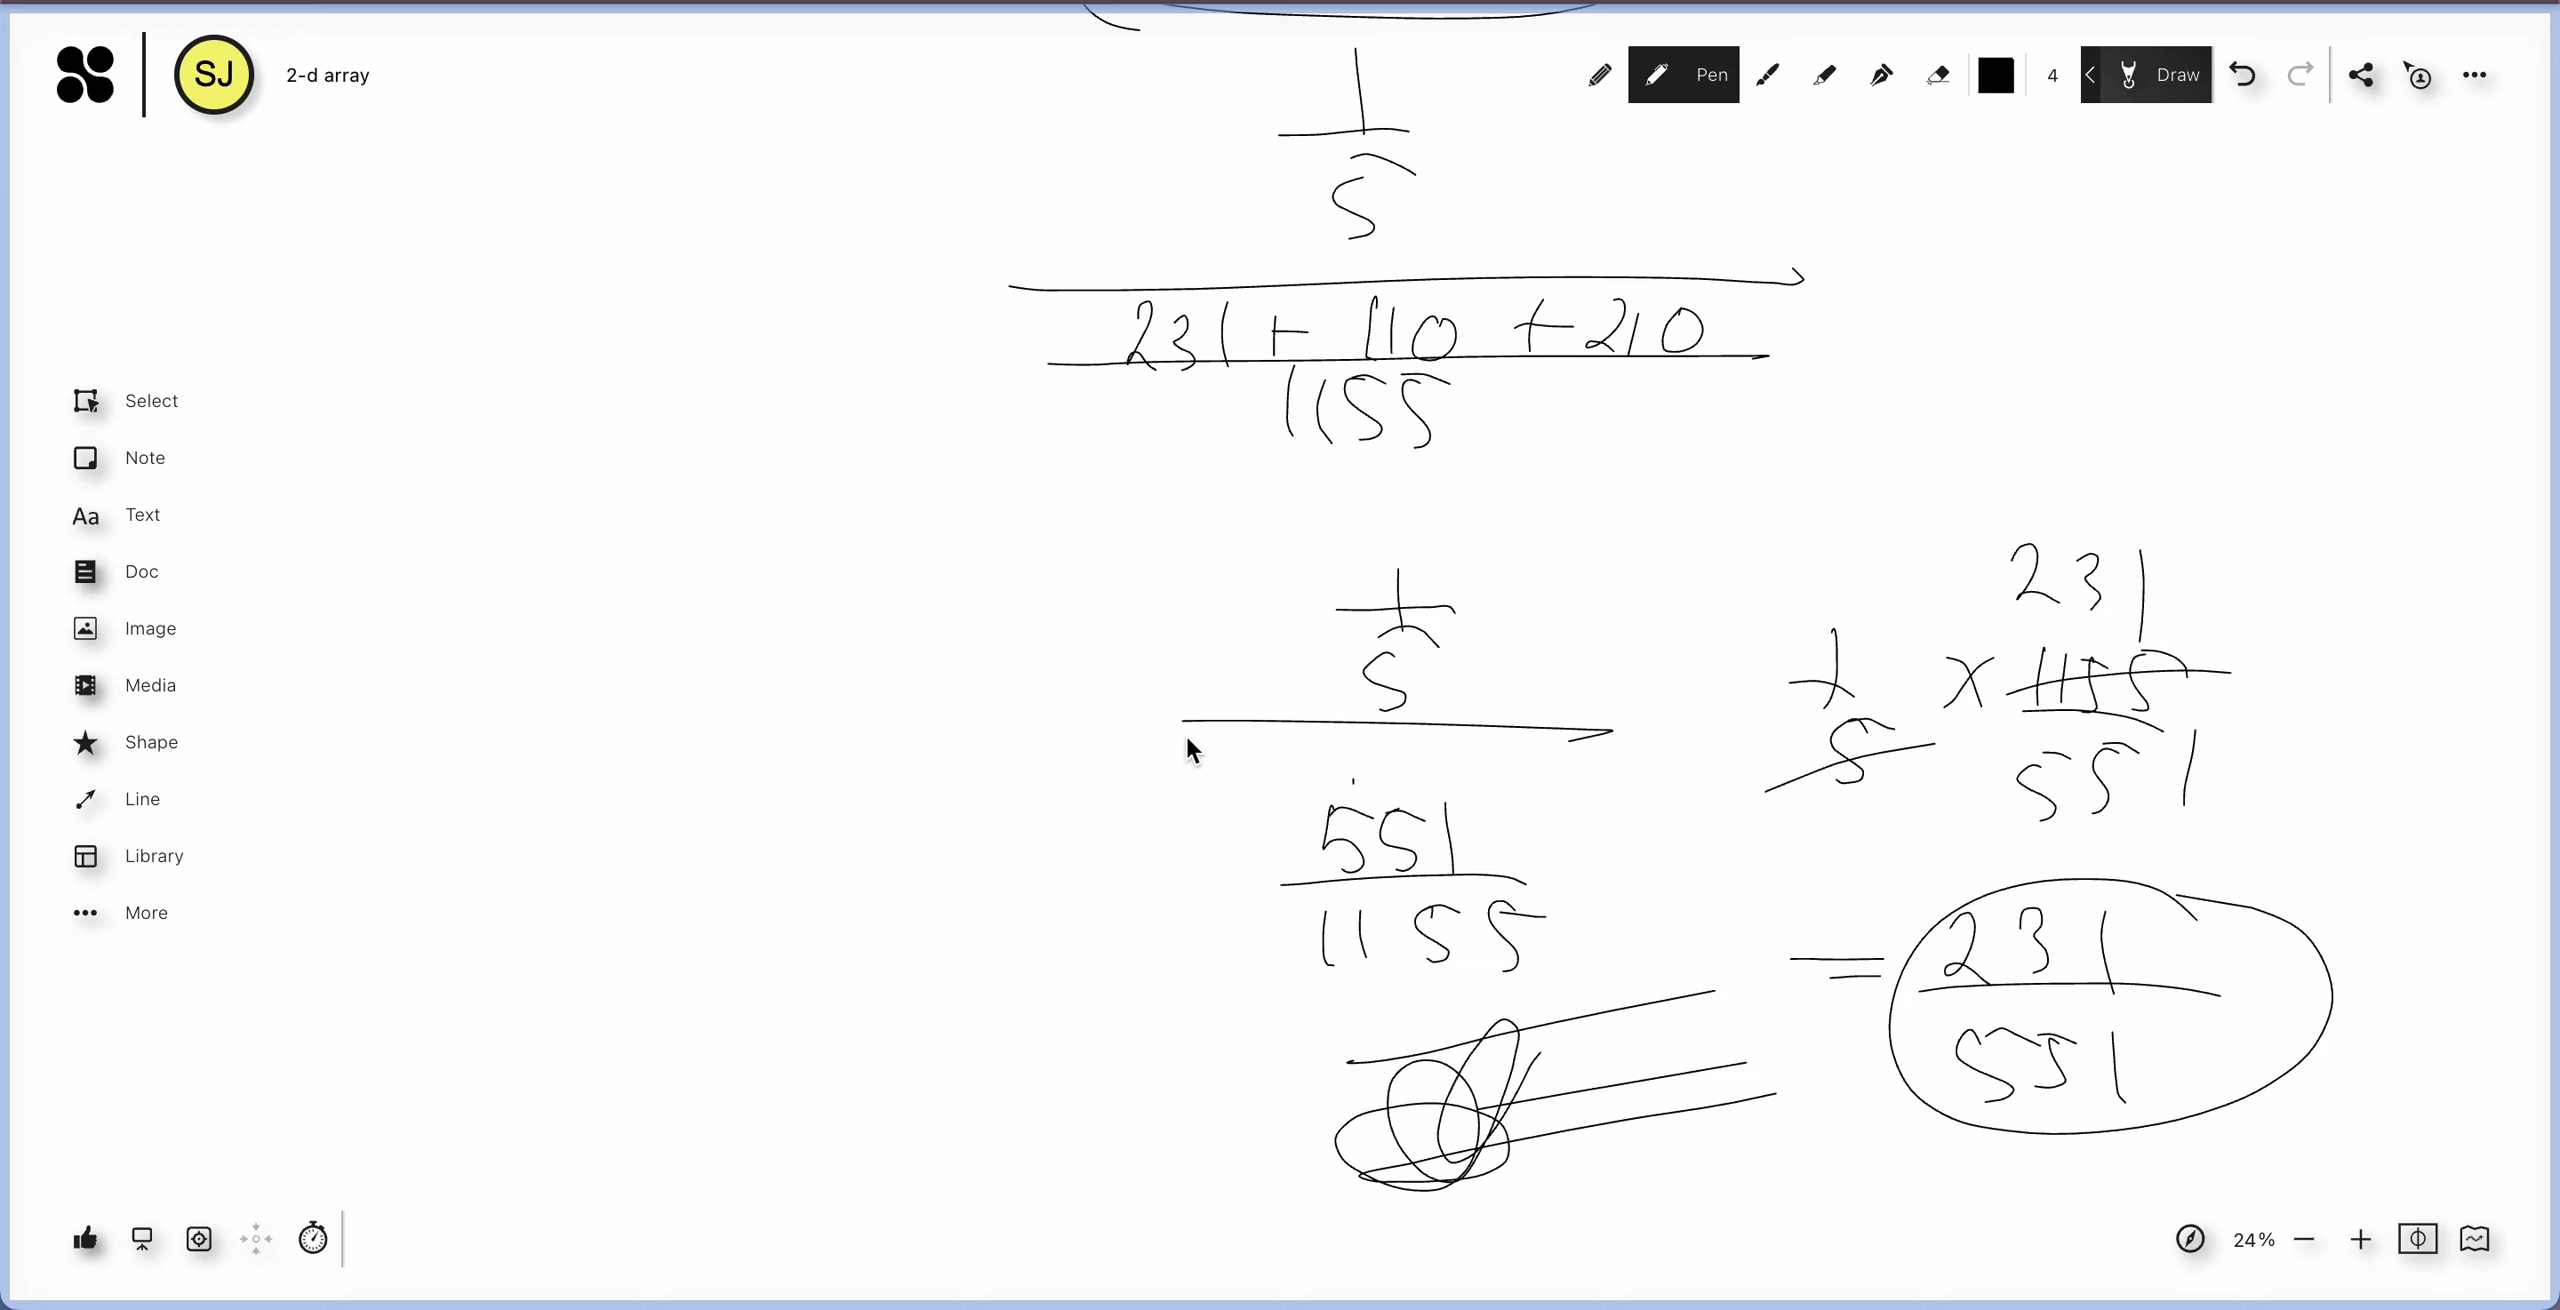 SJ
2-d array
Pen
4
Draw
1
5
231 + 110 + 210
1155
Select
Note
Text
Doc
Image
Media
Shape
Line
Library
More
1
5
551
1155
231
1 x 1155
5 551
= 231
551
24%